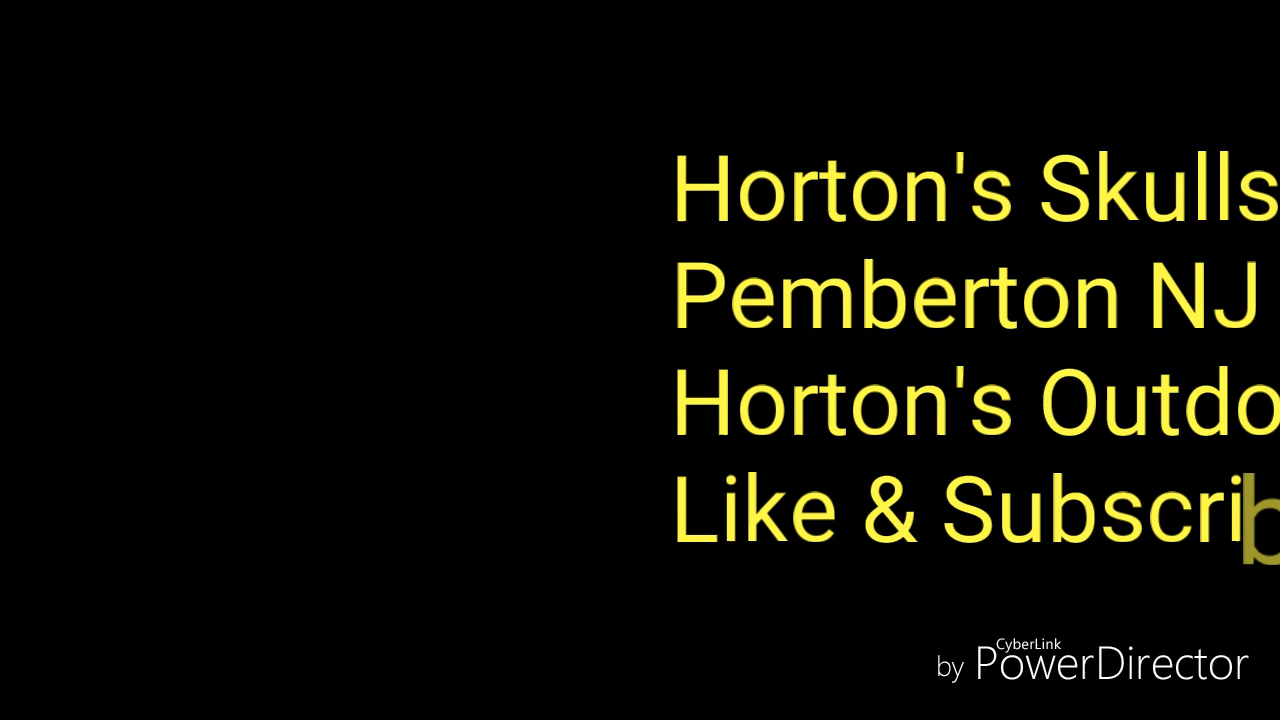 Horton's Skulls
Pemberton NJ
Horton's Outdo
Like & Subscrib
by CyberLink PowerDirector